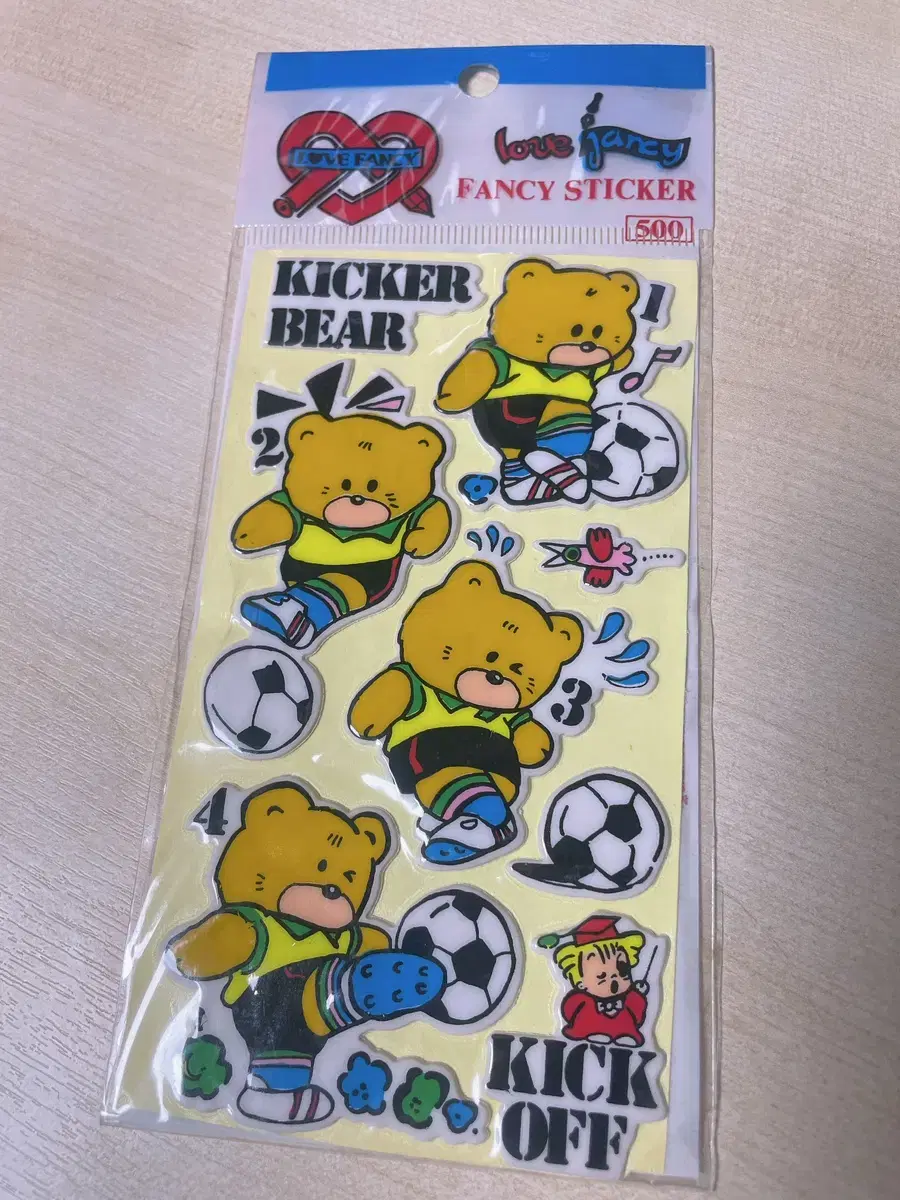 LOVE FANCY
love fancy
FANCY STICKER
500
KICKER
BEAR
1
2
3
4
KICK
OFF